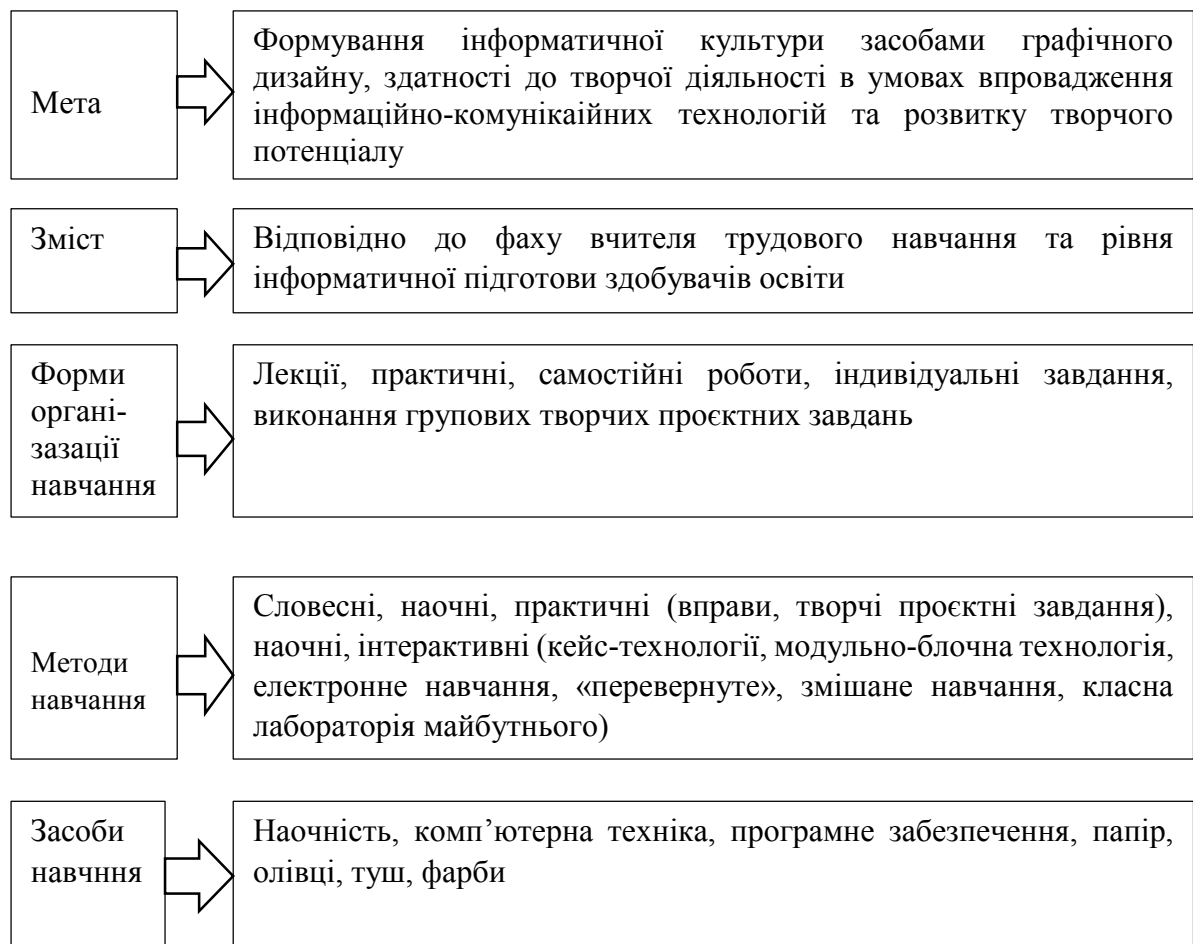 Мета
Формування інформатичної культури засобами графічного
дизайну, здатності до творчої діяльності в умовах впровадження
інформаційно-комунікаійних технологій та розвитку творчого
потенціалу
Зміст
Відповідно до фаху вчителя трудового навчання та рівня
інформатичної підготови здобувачів освіти
Форми
органі-
зазації
навчання
Лекції, практичні, самостійні роботи, індивідуальні завдання,
виконання групових творчих проєктних завдань
Методи
навчання
Словесні, наочні, практичні (вправи, творчі проєктні завдання),
наочні, інтерактивні (кейс-технології, модульно-блочна технологія,
електронне навчання, «перевернуте», змішане навчання, класна
лабораторія майбутнього)
Засоби
навчння
Наочність, комп’ютерна техніка, програмне забезпечення, папір,
олівці, туш, фарби